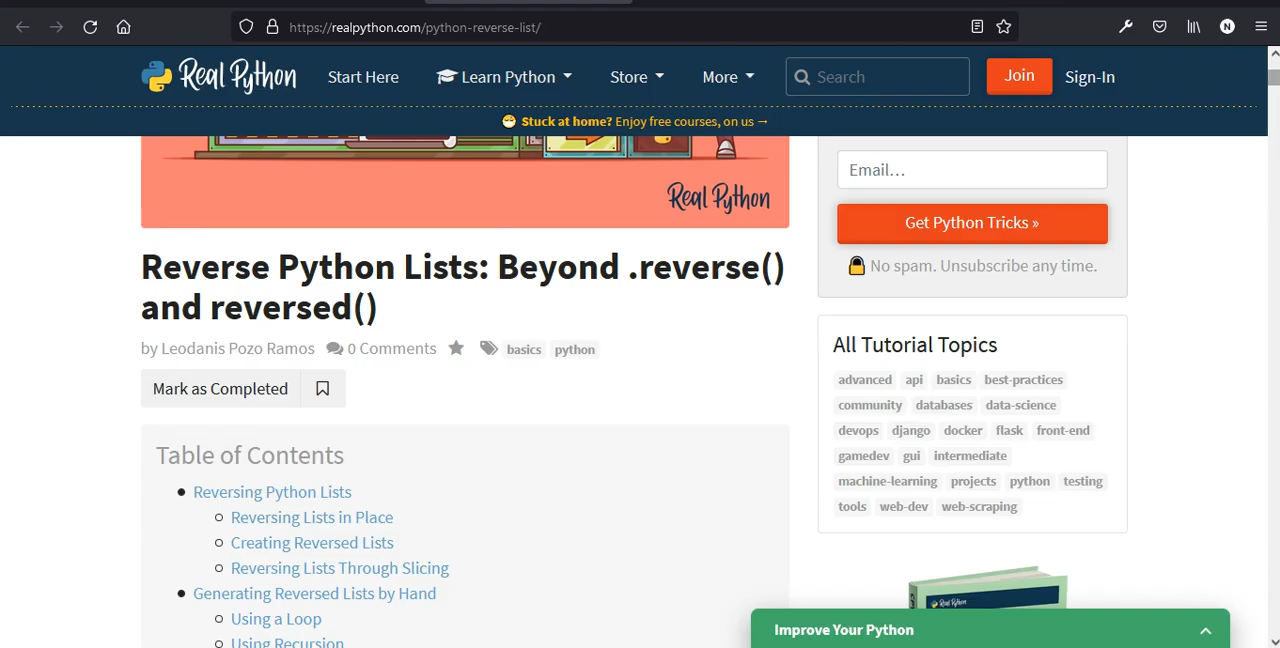 https://realpython.com/python-reverse-list/
N
Real Python
Start Here
Learn Python
Store
More
Search
Join
Sign-In
Stuck at home? Enjoy free courses, on us →
Real Python
Email…
Get Python Tricks »
No spam. Unsubscribe any time.
Reverse Python Lists: Beyond .reverse()
and reversed()
by Leodanis Pozo Ramos 0 Comments basics python
Mark as Completed
All Tutorial Topics
advanced api basics best-practices
community databases data-science
devops django docker flask front-end
gamedev gui intermediate
machine-learning projects python testing
tools web-dev web-scraping
Table of Contents
Reversing Python Lists
Reversing Lists in Place
Creating Reversed Lists
Reversing Lists Through Slicing
Generating Reversed Lists by Hand
Using a Loop
Using Recursion
Real Python
Improve Your Python